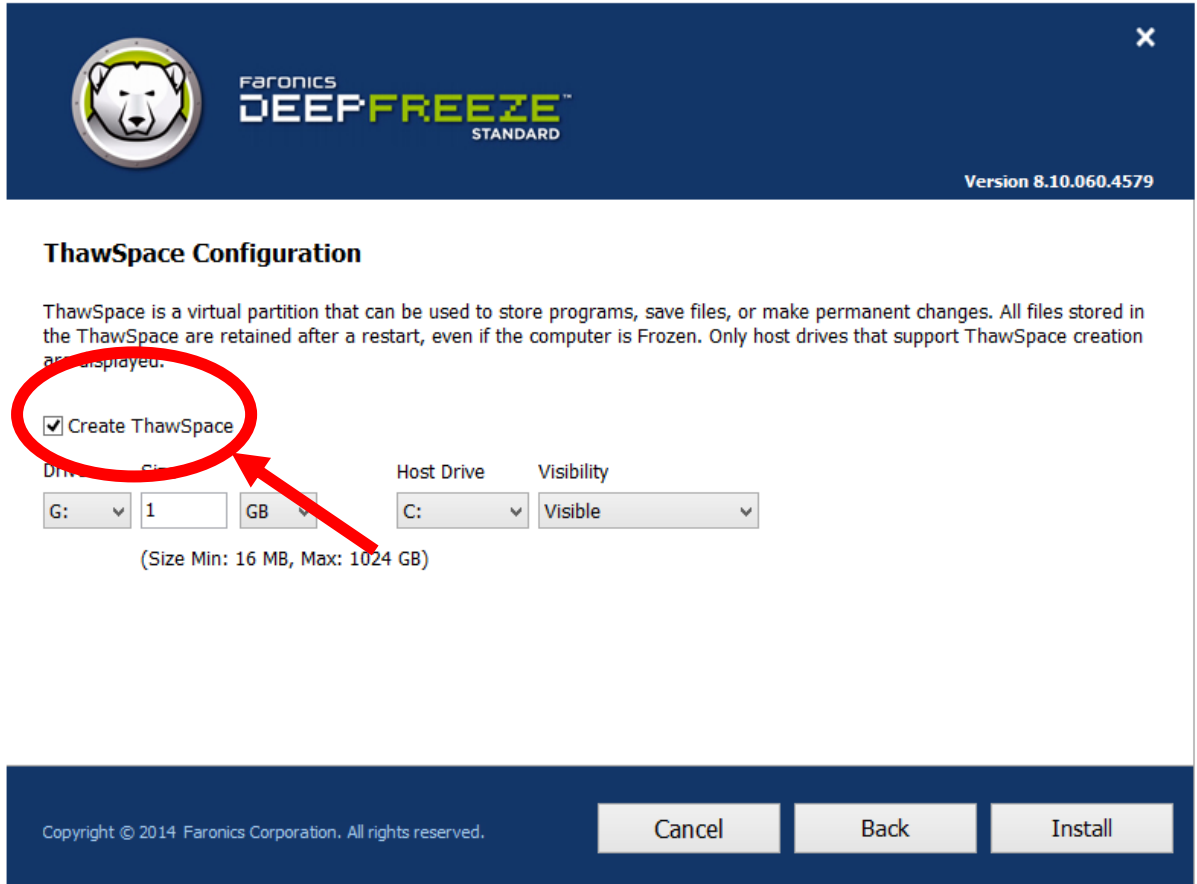 Faronics
DEEPFREEZE™
STANDARD
Version 8.10.060.4579
ThawSpace Configuration
ThawSpace is a virtual partition that can be used to store programs, save files, or make permanent changes. All files stored in
the ThawSpace are retained after a restart, even if the computer is Frozen. Only host drives that support ThawSpace creation
are displayed.
Create ThawSpace
Drive Size Host Drive Visibility
G: 1 GB C: Visible
(Size Min: 16 MB, Max: 1024 GB)
Copyright © 2014 Faronics Corporation. All rights reserved. Cancel Back Install